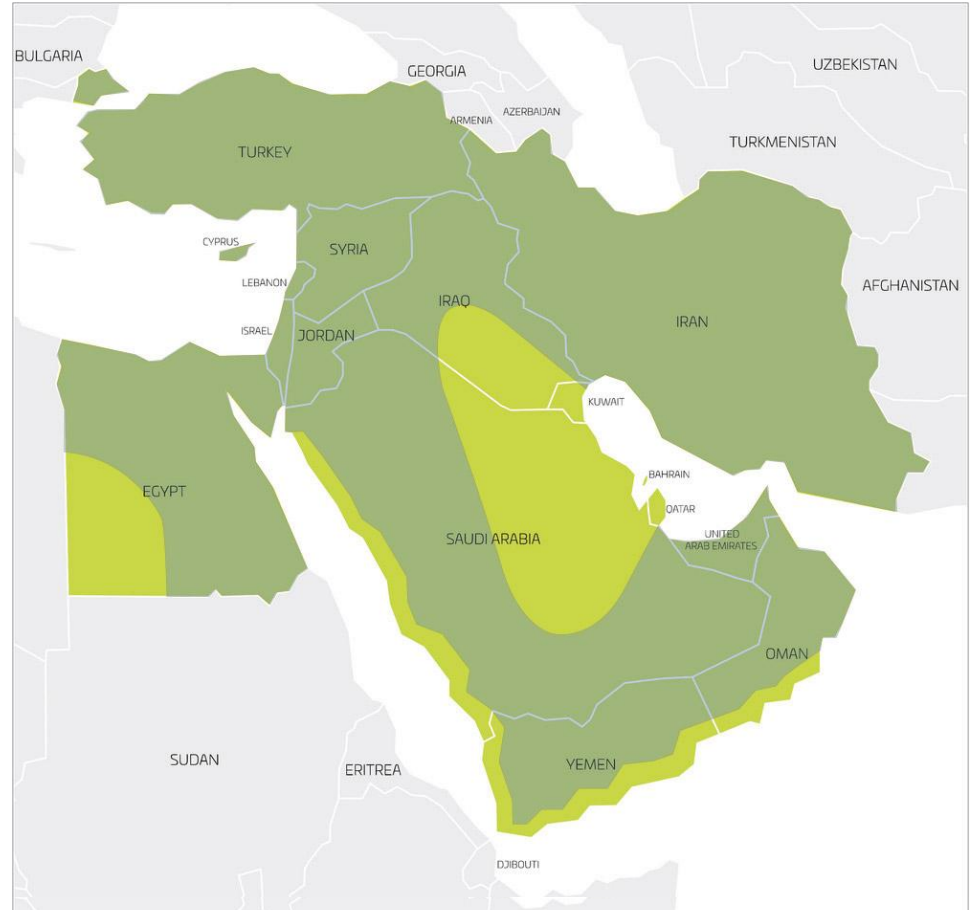 BULGARIA
GEORGIA
UZBEKISTAN
ARMENIA
AZERBAIJAN
TURKEY
TURKMENISTAN
CYPRUS
SYRIA
LEBANON
AFGHANISTAN
IRAQ
ISRAEL
JORDAN
IRAN
KUWAIT
BAHRAIN
EGYPT
QATAR
SAUDI ARABIA
UNITED
ARAB EMIRATES
OMAN
SUDAN
ERITREA
YEMEN
DJIBOUTI